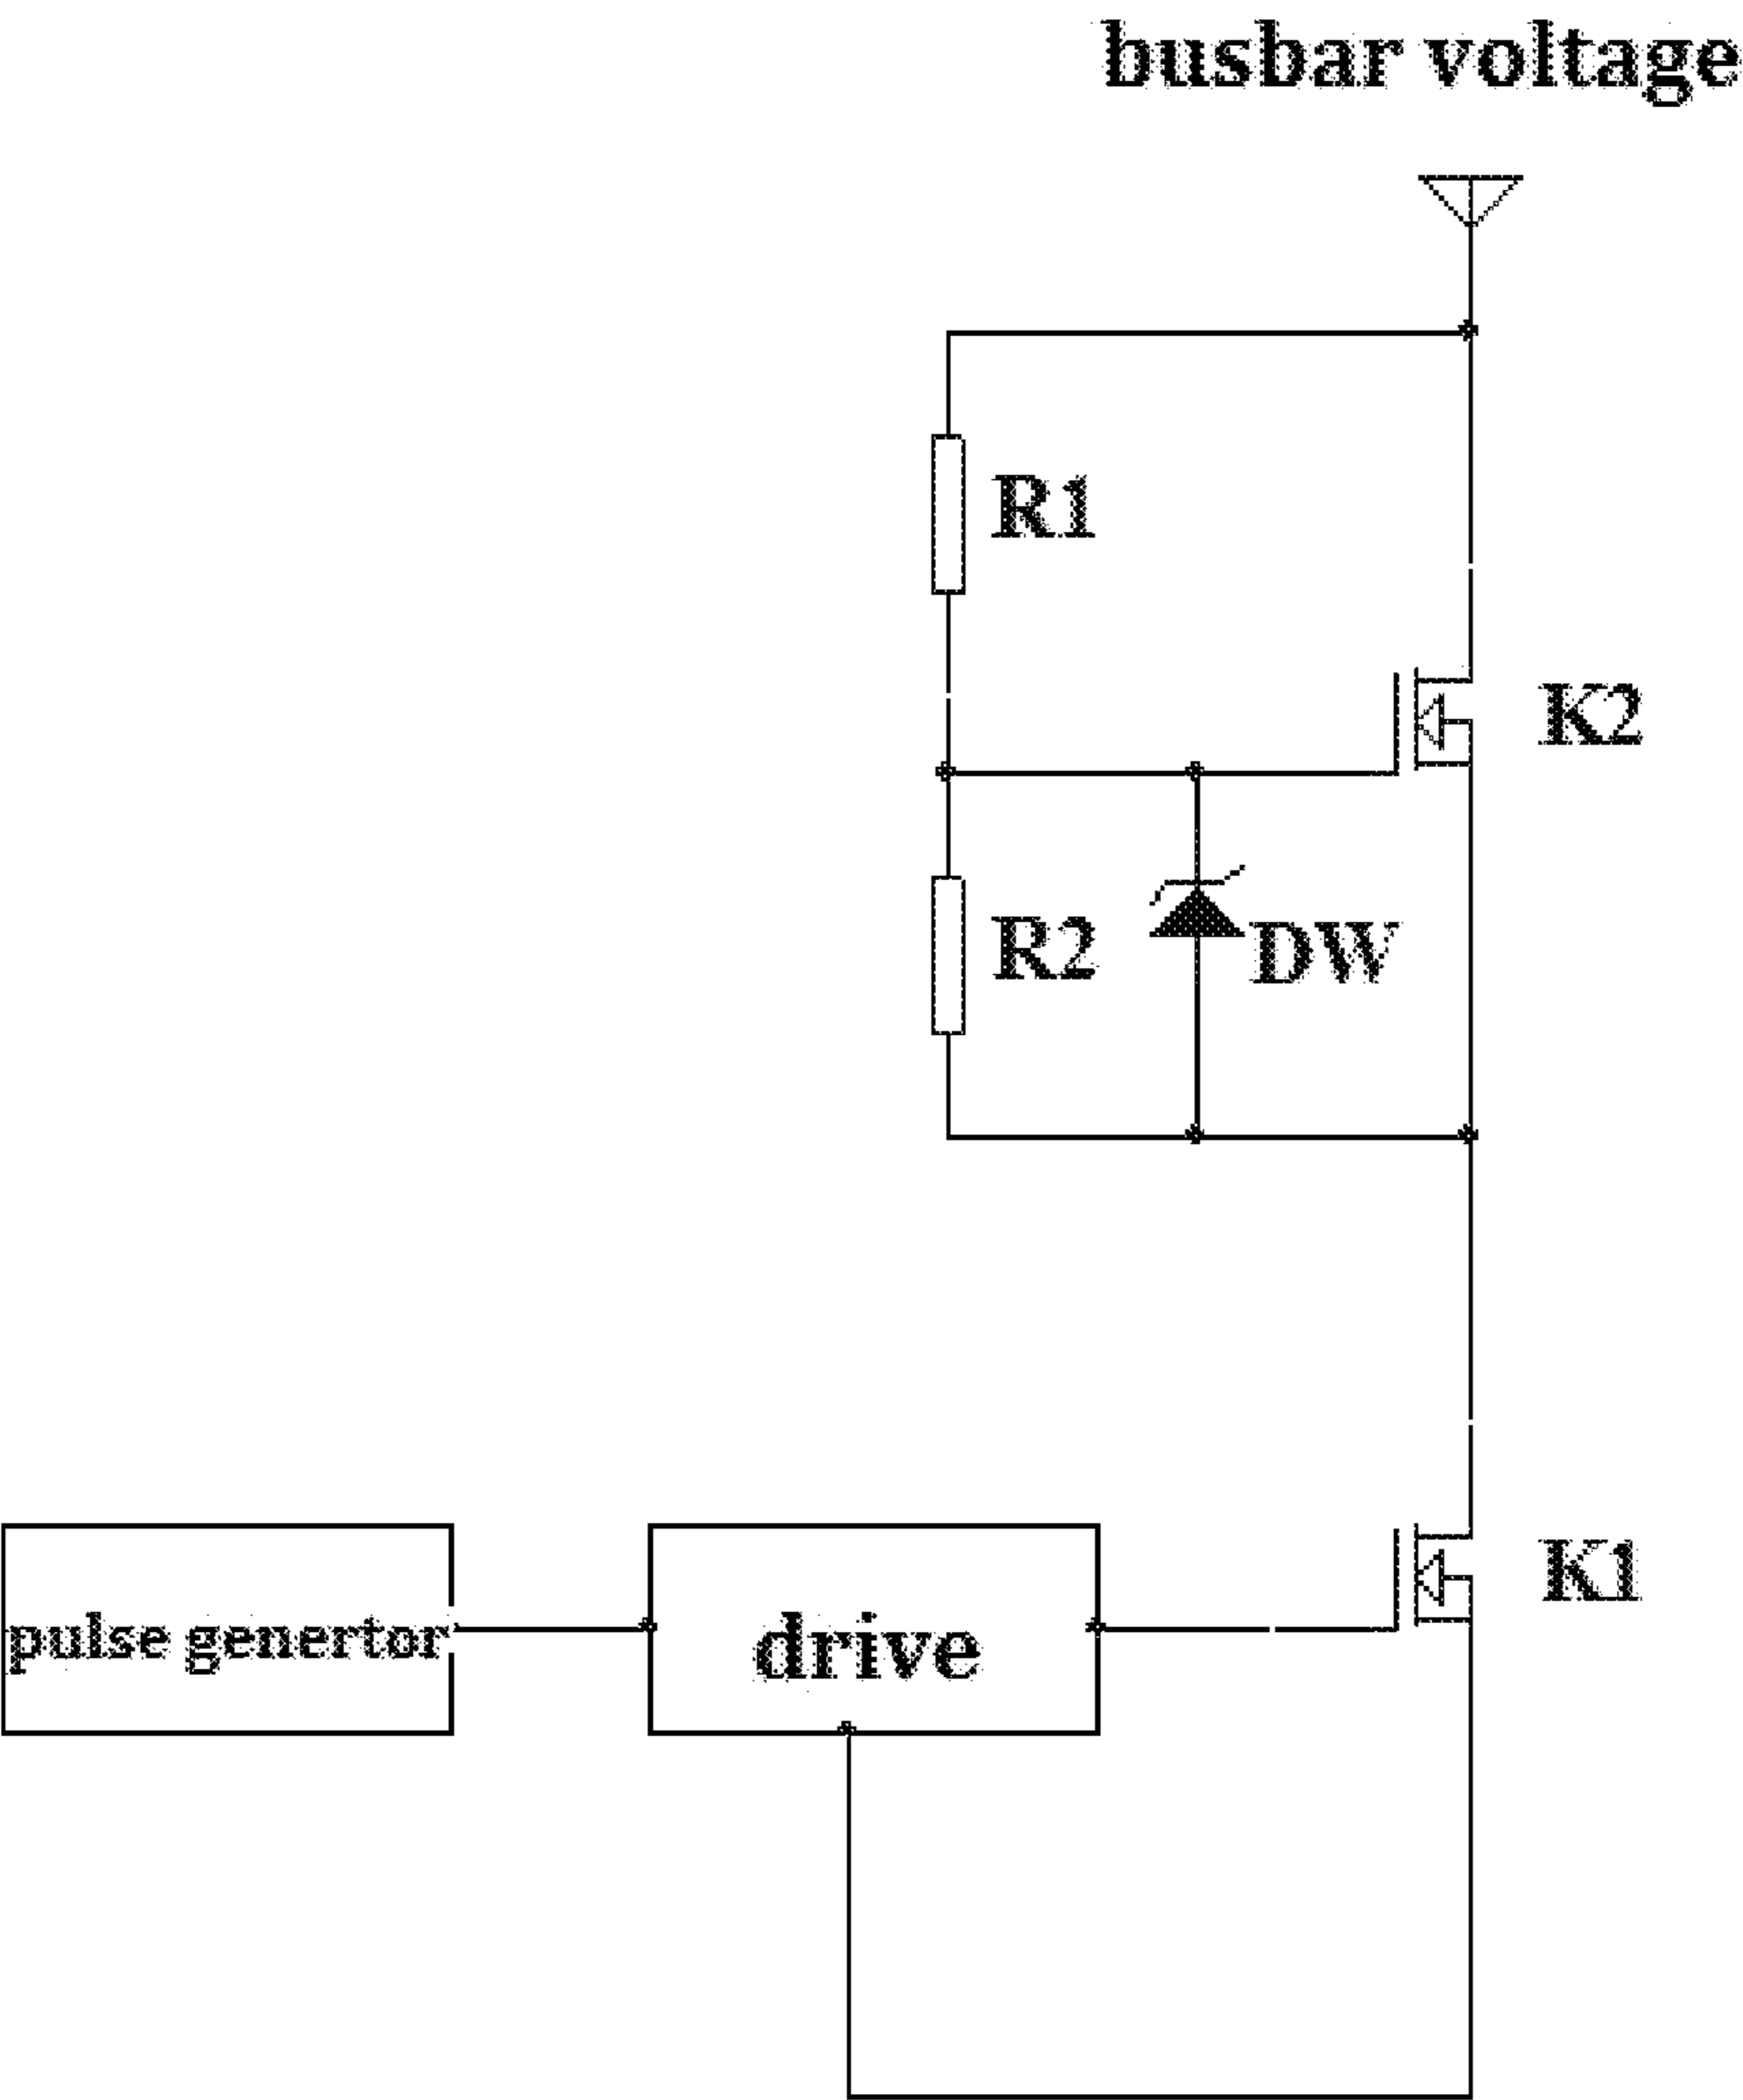 busbar voltage
R1
K2
R2
DW
K1
pulse genertor
drive